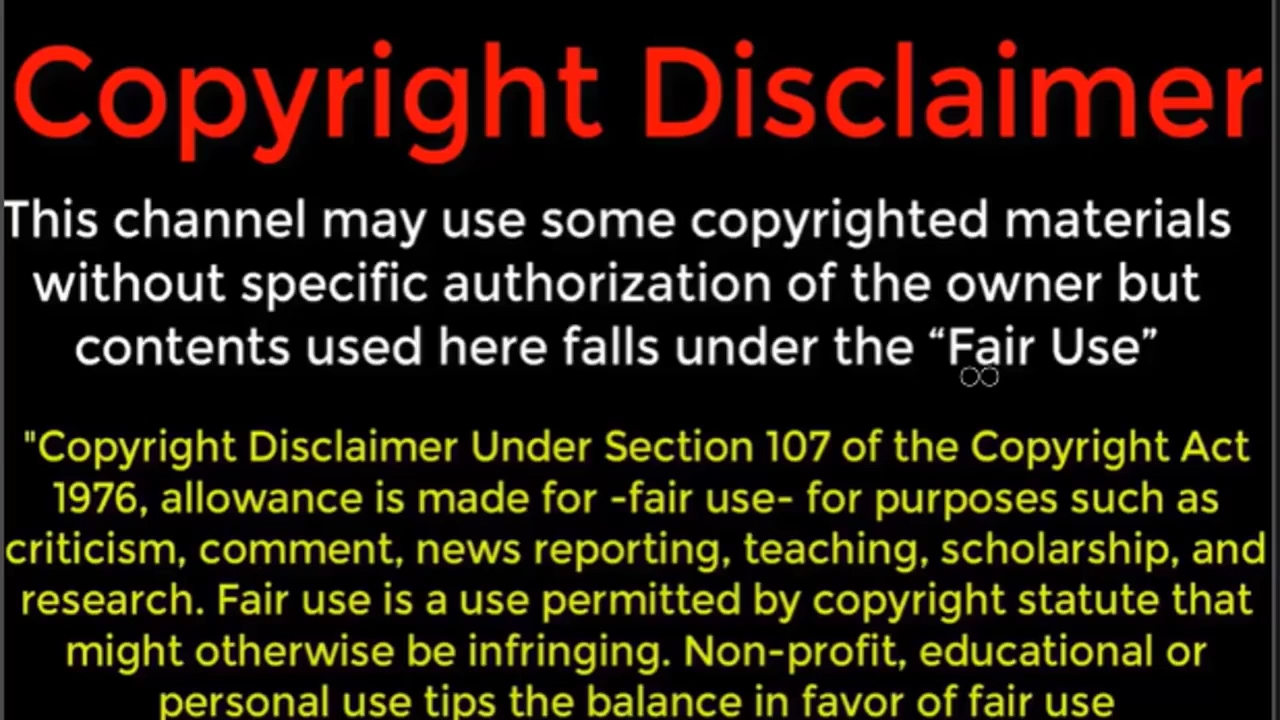 Copyright Disclaimer
This channel may use some copyrighted materials
without specific authorization of the owner but
contents used here falls under the “Fair Use”
"Copyright Disclaimer Under Section 107 of the Copyright Act
1976, allowance is made for -fair use- for purposes such as
criticism, comment, news reporting, teaching, scholarship, and
research. Fair use is a use permitted by copyright statute that
might otherwise be infringing. Non-profit, educational or
personal use tips the balance in favor of fair use